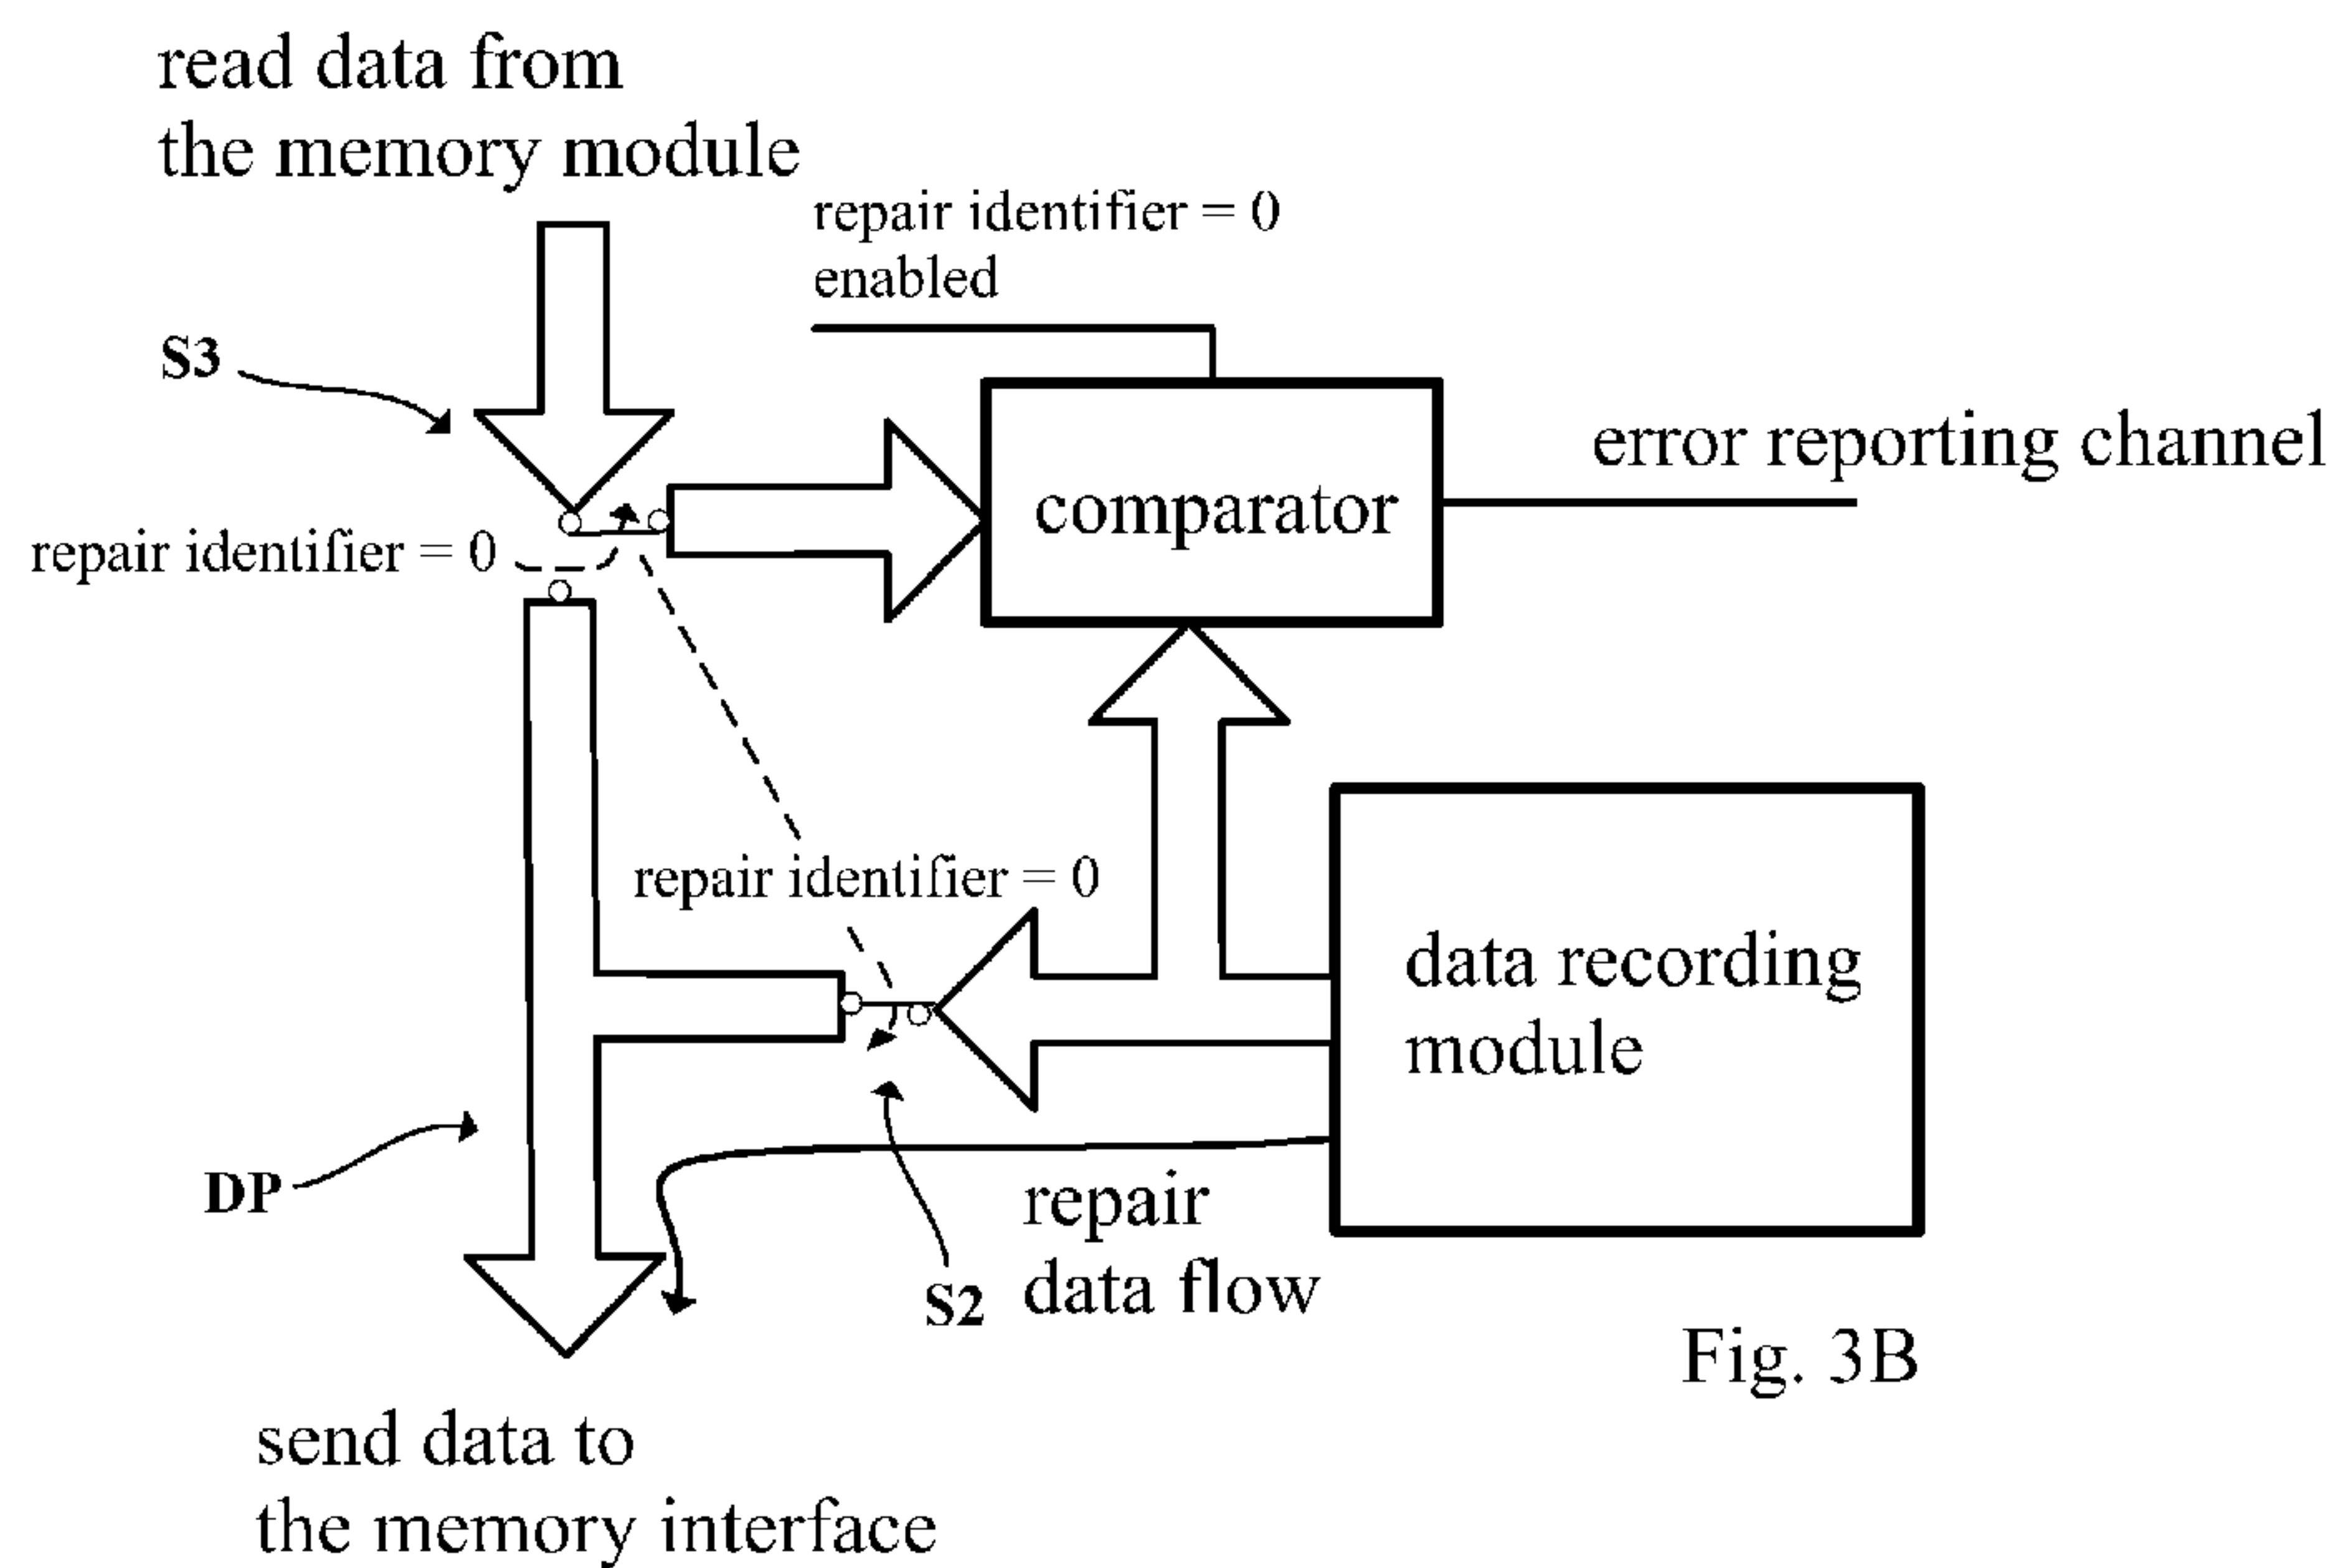 read data from
the memory module
repair identifier = 0
enabled
S3
error reporting channel
comparator
repair identifier = 0
repair identifier = 0
data recording
module
DP
repair
data flow
S2
Fig. 3B
send data to
the memory interface